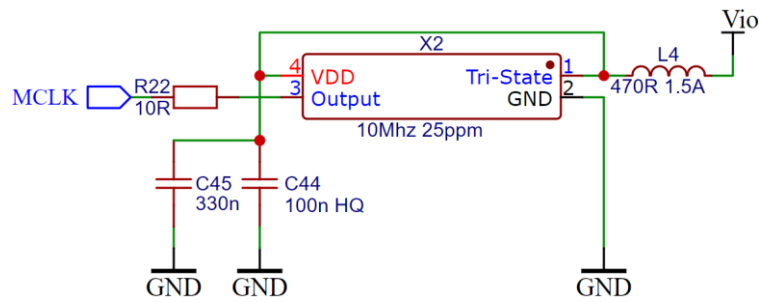 Vio
X2
L4
4
VDD
Tri-State
1
470R 1.5A
MCLK
R22
10R
3
Output
GND
2
10Mhz 25ppm
C45
330n
C44
100n HQ
GND
GND
GND